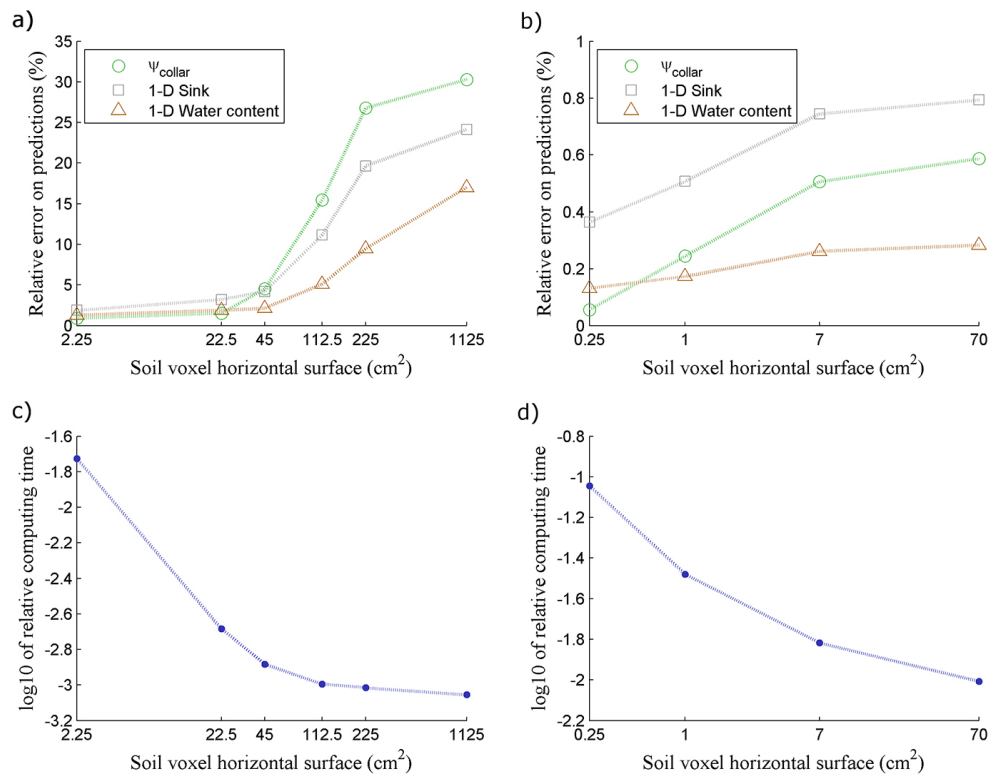 a)
Relative error on predictions (%)
35
30
25
20
15
10
5
0
ψcollar
1-D Sink
1-D Water content
2.25
22.5
45
112.5
225
1125
Soil voxel horizontal surface (cm²)
b)
Relative error on predictions (%)
1
0.8
0.6
0.4
0.2
0
ψcollar
1-D Sink
1-D Water content
0.25
1
7
70
Soil voxel horizontal surface (cm²)
c)
log10 of relative computing time
-1.6
-1.8
-2
-2.2
-2.4
-2.6
-2.8
-3
-3.2
2.25
22.5
45
112.5
225
1125
Soil voxel horizontal surface (cm²)
d)
log10 of relative computing time
-0.8
-1
-1.2
-1.4
-1.6
-1.8
-2
-2.2
0.25
1
7
70
Soil voxel horizontal surface (cm²)